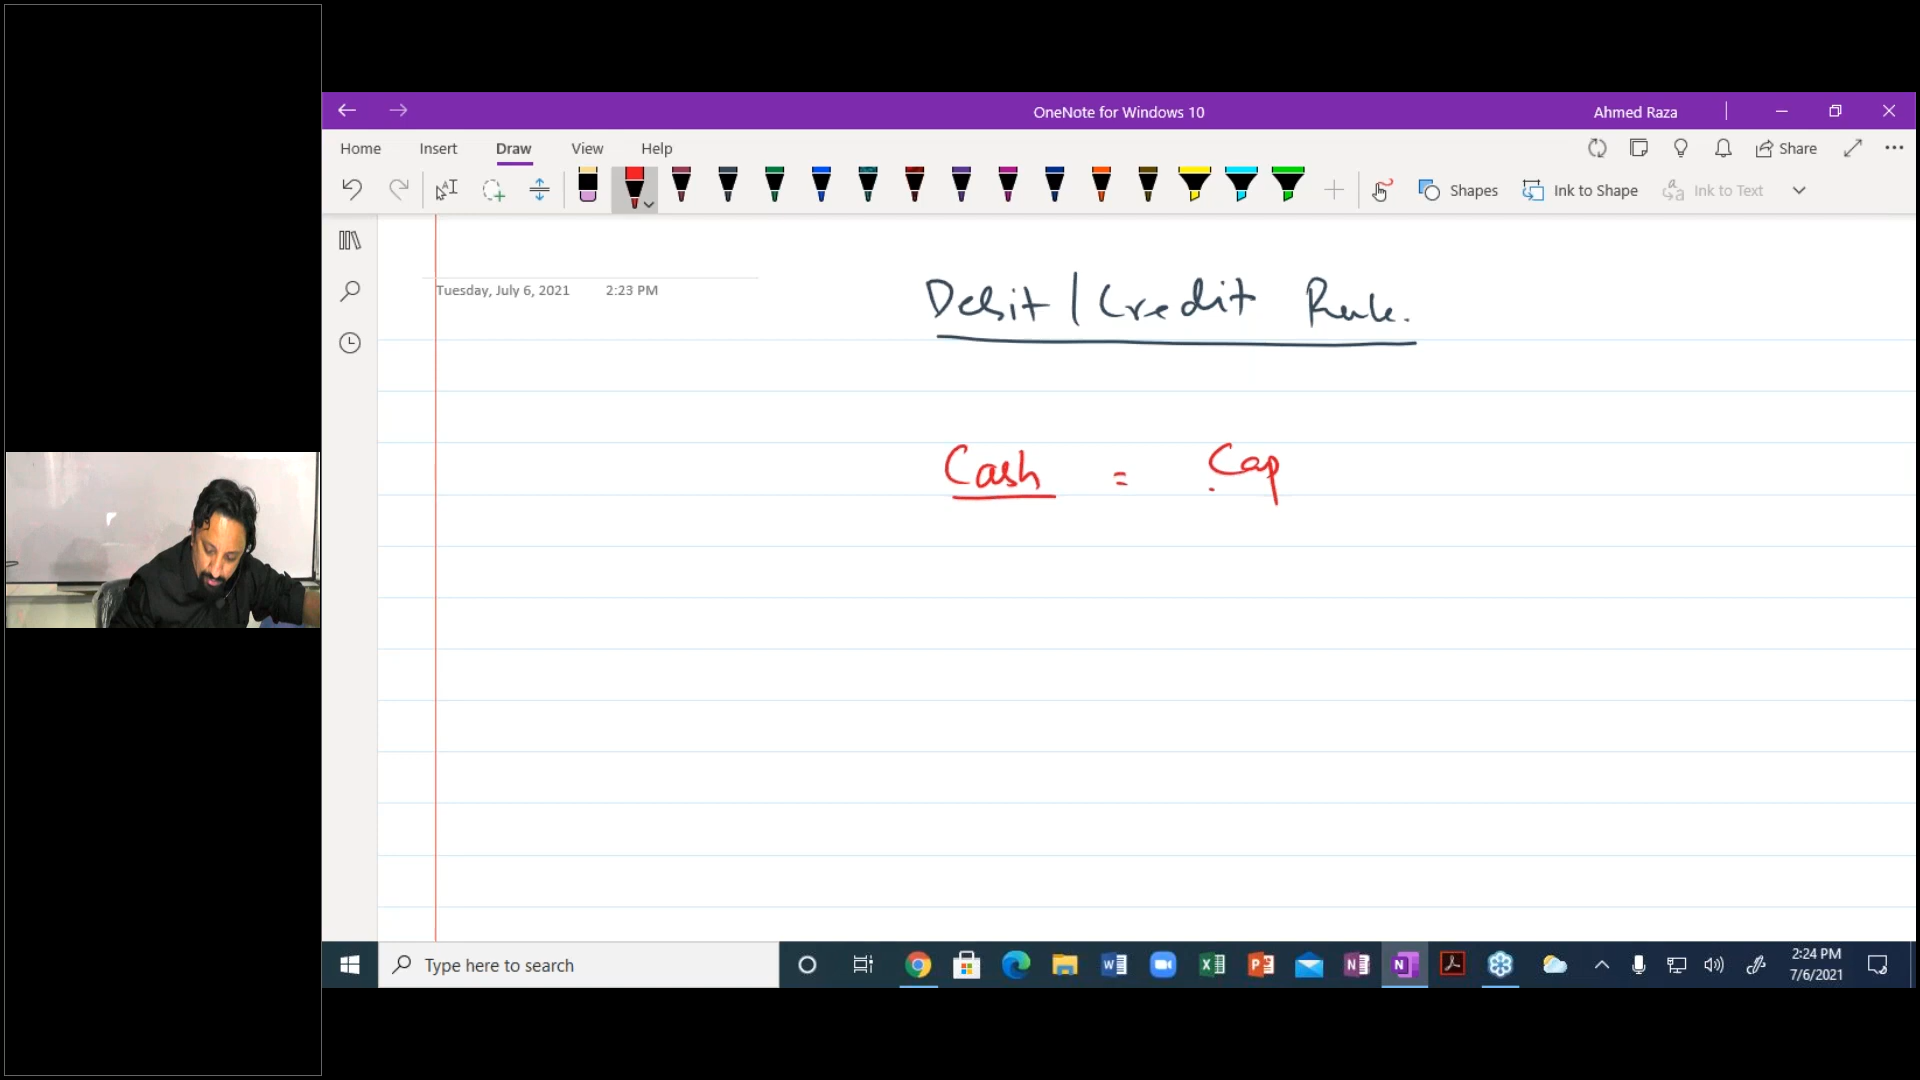 OneNote for Windows 10 Ahmed Raza
Home Insert Draw View Help Share
Shapes Ink to Shape Ink to Text
Tuesday, July 6, 2021 2:23 PM
Debit / Credit Rule.
Cash = Cap
Type here to search
2:24 PM
7/6/2021